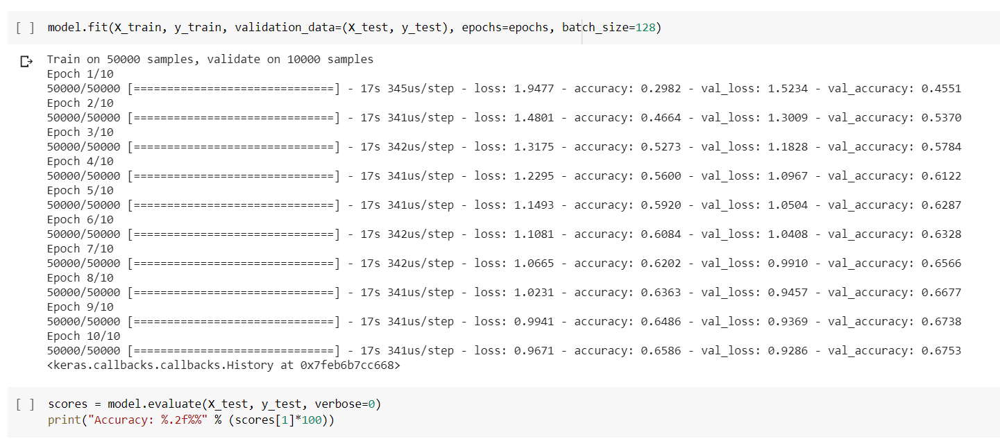 [ ] model.fit(X_train, y_train, validation_data=(X_test, y_test), epochs=epochs, batch_size=128)
Train on 50000 samples, validate on 10000 samples
Epoch 1/10
50000/50000 [==============================] - 17s 345us/step - loss: 1.9477 - accuracy: 0.2982 - val_loss: 1.5234 - val_accuracy: 0.4551
Epoch 2/10
50000/50000 [==============================] - 17s 341us/step - loss: 1.4801 - accuracy: 0.4664 - val_loss: 1.3009 - val_accuracy: 0.5370
Epoch 3/10
50000/50000 [==============================] - 17s 342us/step - loss: 1.3175 - accuracy: 0.5273 - val_loss: 1.1828 - val_accuracy: 0.5784
Epoch 4/10
50000/50000 [==============================] - 17s 341us/step - loss: 1.2295 - accuracy: 0.5600 - val_loss: 1.0967 - val_accuracy: 0.6122
Epoch 5/10
50000/50000 [==============================] - 17s 341us/step - loss: 1.1493 - accuracy: 0.5920 - val_loss: 1.0504 - val_accuracy: 0.6287
Epoch 6/10
50000/50000 [==============================] - 17s 342us/step - loss: 1.1081 - accuracy: 0.6084 - val_loss: 1.0408 - val_accuracy: 0.6328
Epoch 7/10
50000/50000 [==============================] - 17s 342us/step - loss: 1.0665 - accuracy: 0.6202 - val_loss: 0.9910 - val_accuracy: 0.6566
Epoch 8/10
50000/50000 [==============================] - 17s 341us/step - loss: 1.0231 - accuracy: 0.6363 - val_loss: 0.9457 - val_accuracy: 0.6677
Epoch 9/10
50000/50000 [==============================] - 17s 341us/step - loss: 0.9941 - accuracy: 0.6486 - val_loss: 0.9369 - val_accuracy: 0.6738
Epoch 10/10
50000/50000 [==============================] - 17s 341us/step - loss: 0.9671 - accuracy: 0.6586 - val_loss: 0.9286 - val_accuracy: 0.6753
<keras.callbacks.callbacks.History at 0x7feb6b7cc668>
[ ] scores = model.evaluate(X_test, y_test, verbose=0)
print("Accuracy: %.2f%%" % (scores[1]*100))